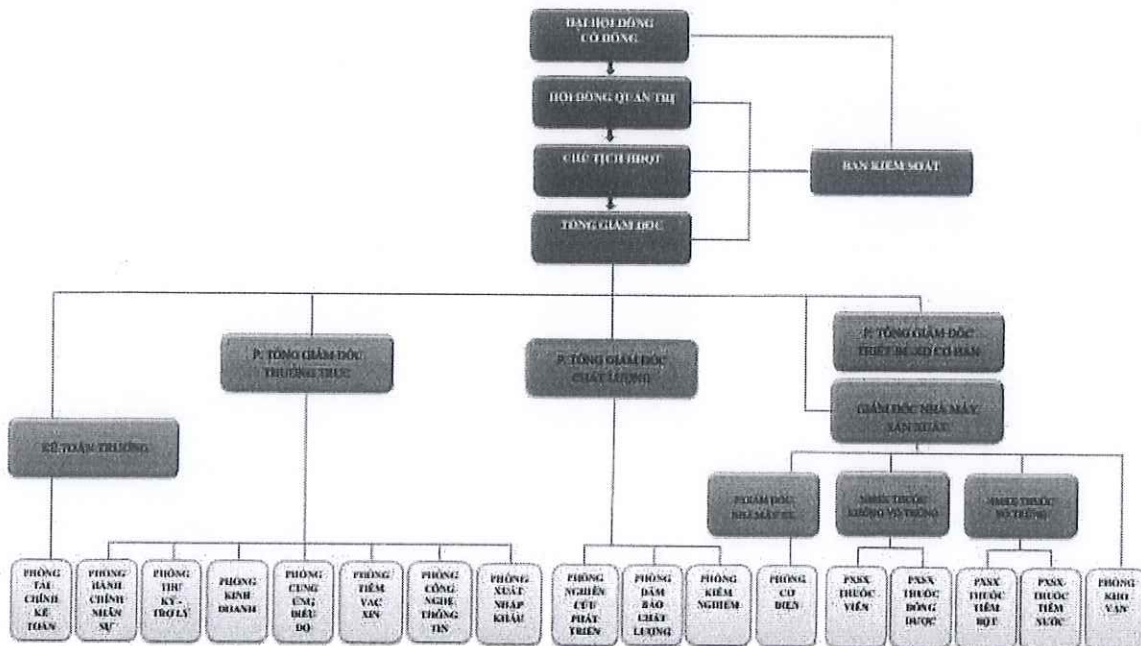 ĐẠI HỘI ĐỒNG
CỔ ĐÔNG
HỘI ĐỒNG QUẢN TRỊ
CHỦ TỊCH HĐQT
BAN KIỂM SOÁT
TỔNG GIÁM ĐỐC
P. TỔNG GIÁM ĐỐC
THƯỜNG TRỰC
P. TỔNG GIÁM ĐỐC
CHẤT LƯỢNG
P. TỔNG GIÁM ĐỐC
THIẾT BỊ -XD CƠ BẢN
GIÁM ĐỐC NHÀ MÁY
SẢN XUẤT
KẾ TOÁN TRƯỞNG
P.GIÁM ĐỐC
NHÀ MÁY SX
NMSX THUỐC
KHÔNG VÔ TRÙNG
NMSX THUỐC
VÔ TRÙNG
PHÒNG
TÀI
CHÍNH
KẾ
TOÁN
PHÒNG
HÀNH
CHÍNH
NHÂN
SỰ
PHÒNG
THƯ
KÝ -
TRỢ LÝ
PHÒNG
KINH
DOANH
PHÒNG
CUNG
ỨNG
ĐIỀU
ĐỘ
PHÒNG
TIÊM
VAC
XIN
PHÒNG
CÔNG
NGHỆ
THÔNG
TIN
PHÒNG
XUẤT
NHẬP
KHẨU
PHÒNG
NGHIÊN
CỨU
PHÁT
TRIỂN
PHÒNG
ĐẢM
BẢO
CHẤT
LƯỢNG
PHÒNG
KIỂM
NGHIỆM
PHÒNG
CƠ
ĐIỆN
PXSX
THUỐC
VIÊN
PXSX
THUỐC
ĐÔNG
DƯỢC
PXSX
THUỐC
TIÊM
BỘT
PXSX
THUỐC
TIÊM
NƯỚC
PHÒNG
KHO
VẬN